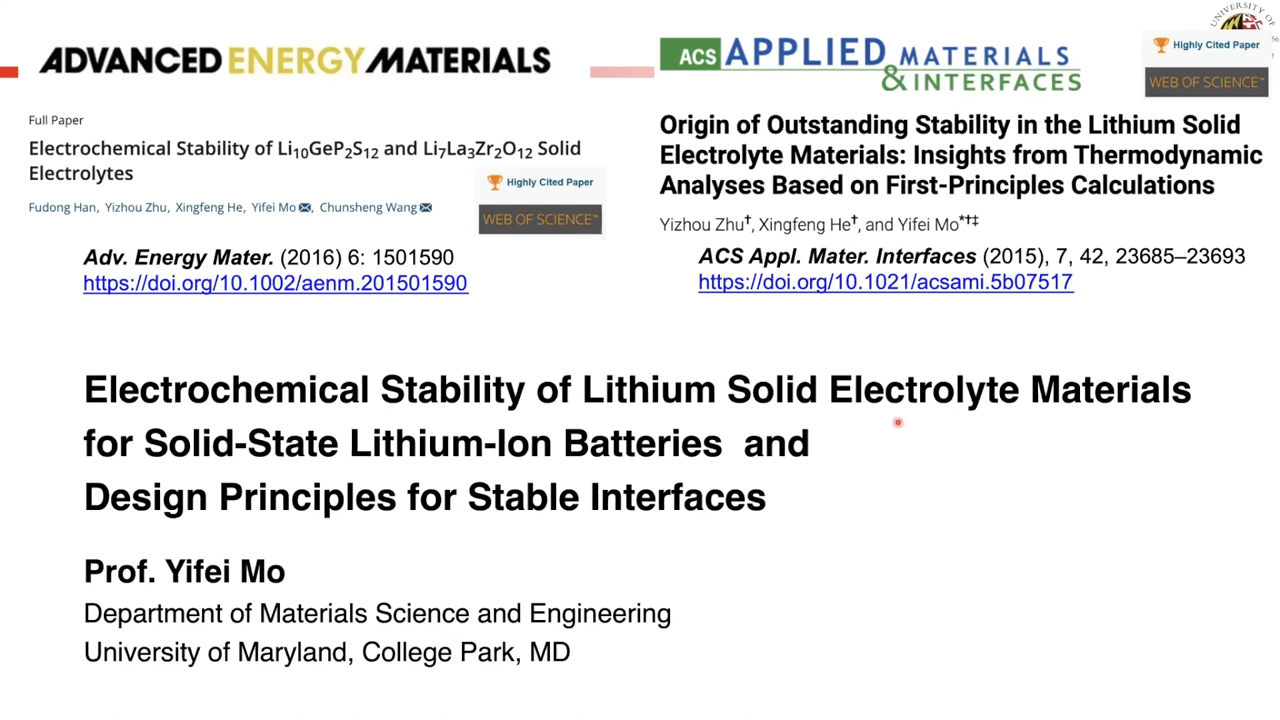 ADVANCED ENERGY MATERIALS
Full Paper
Electrochemical Stability of Li₁₀GeP₂S₁₂ and Li₇La₃Zr₂O₁₂ Solid
Electrolytes
Fudong Han, Yizhou Zhu, Xingfeng He, Yifei Mo ✉, Chunsheng Wang ✉
Highly Cited Paper
WEB OF SCIENCE™
Adv. Energy Mater. (2016) 6: 1501590
https://doi.org/10.1002/aenm.201501590
UNIVERSITY OF
ACS APPLIED MATERIALS
& INTERFACES
Highly Cited Paper
WEB OF SCIENCE™
Origin of Outstanding Stability in the Lithium Solid
Electrolyte Materials: Insights from Thermodynamic
Analyses Based on First-Principles Calculations
Yizhou Zhu†, Xingfeng He†, and Yifei Mo*†‡
ACS Appl. Mater. Interfaces (2015), 7, 42, 23685–23693
https://doi.org/10.1021/acsami.5b07517
Electrochemical Stability of Lithium Solid Electrolyte Materials
for Solid-State Lithium-Ion Batteries and
Design Principles for Stable Interfaces
Prof. Yifei Mo
Department of Materials Science and Engineering
University of Maryland, College Park, MD